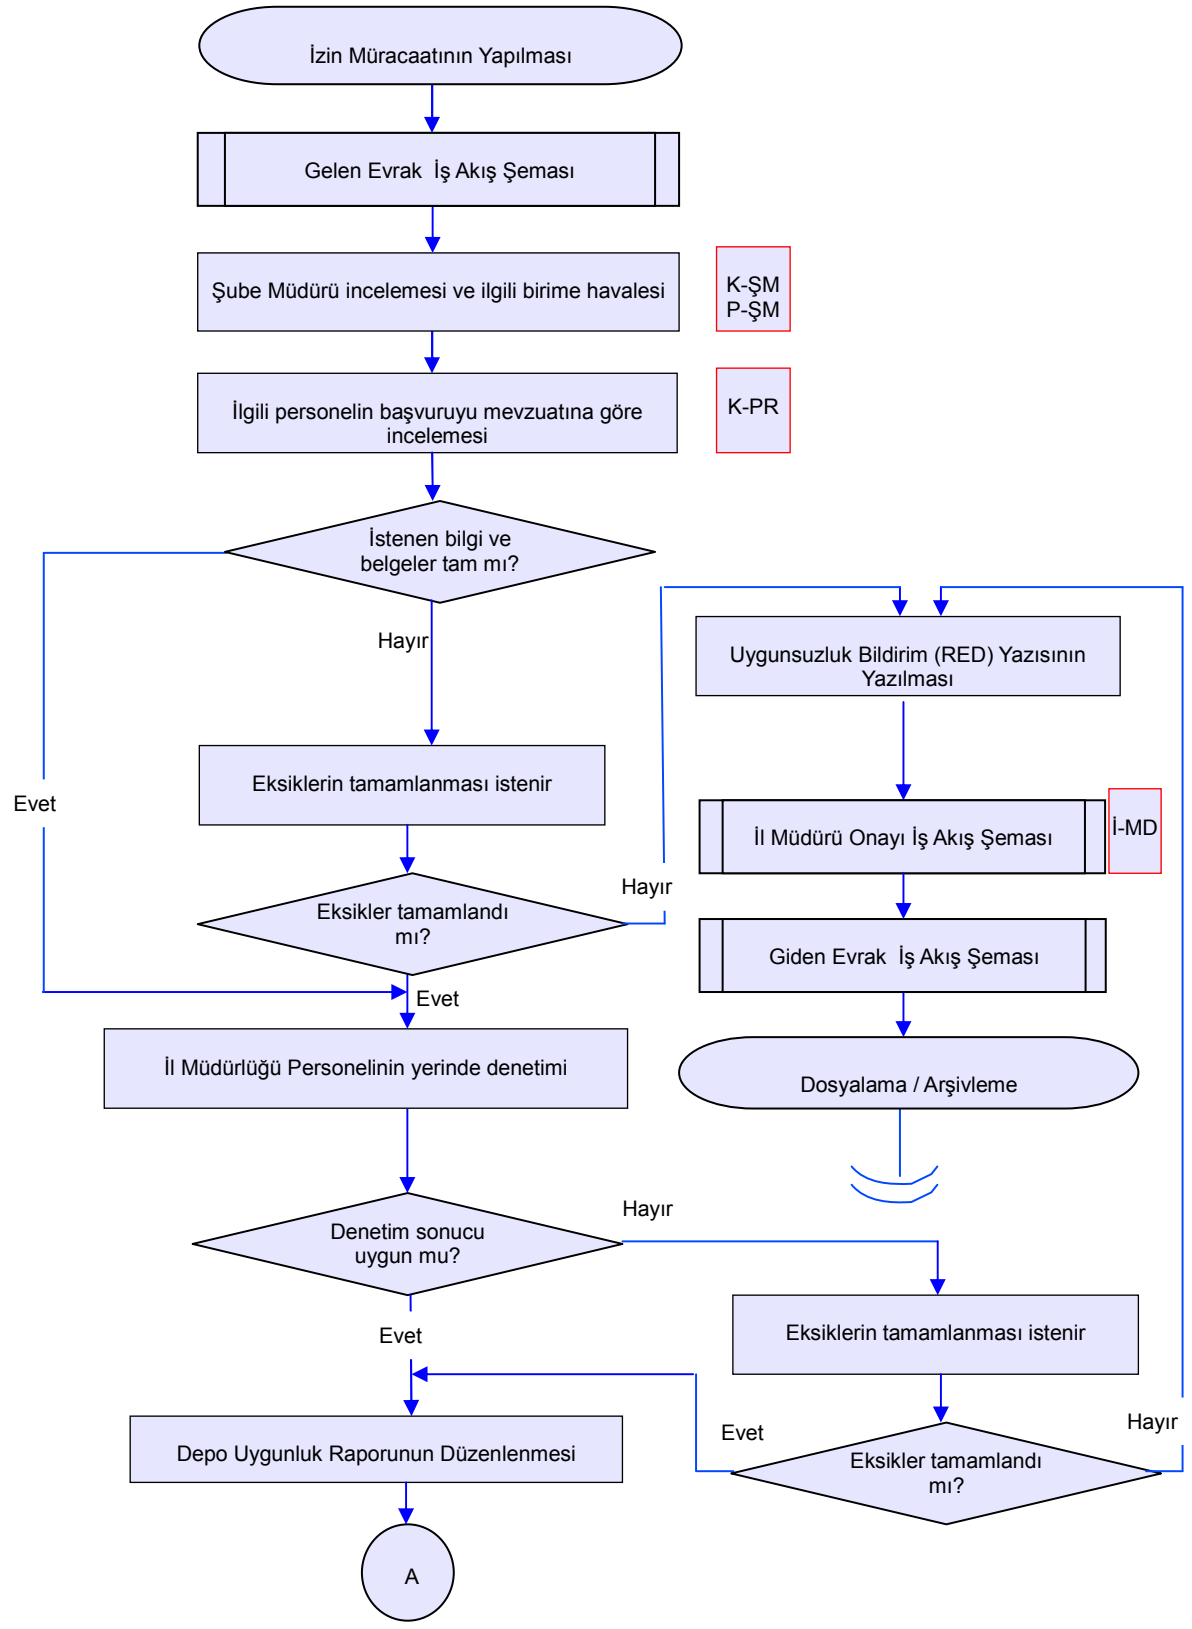 İzin Müracaatının Yapılması
Gelen Evrak İş Akış Şeması
Şube Müdürü incelemesi ve ilgili birime havalesi
K-ŞM
P-ŞM
İlgili personelin başvuruyu mevzuatına göre
incelemesi
K-PR
İstenen bilgi ve
belgeler tam mı?
Hayır
Uygunsuzluk Bildirim (RED) Yazısının
Yazılması
Eksiklerin tamamlanması istenir
Evet
İl Müdürü Onayı İş Akış Şeması
İ-MD
Hayır
Eksikler tamamlandı
mı?
Giden Evrak İş Akış Şeması
Evet
İl Müdürlüğü Personelinin yerinde denetimi
Dosyalama / Arşivleme
Hayır
Denetim sonucu
uygun mu?
Evet
Eksiklerin tamamlanması istenir
Evet
Hayır
Depo Uygunluk Raporunun Düzenlenmesi
Eksikler tamamlandı
mı?
A